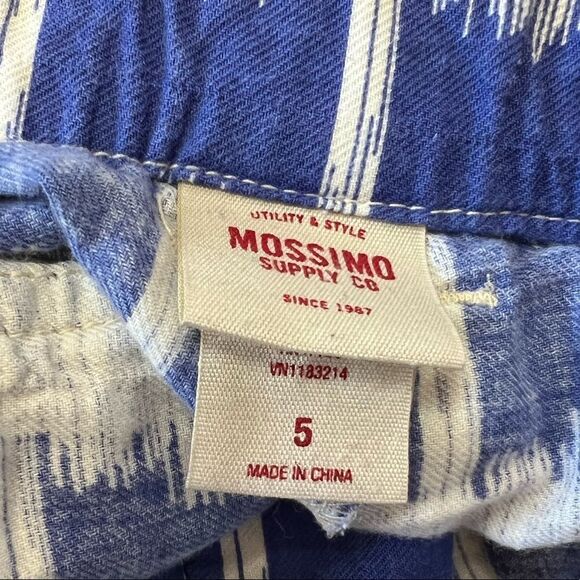 UTILITY & STYLE
MOSSIMO
SUPPLY CO
SINCE 1987
VN1183214
5
MADE IN CHINA